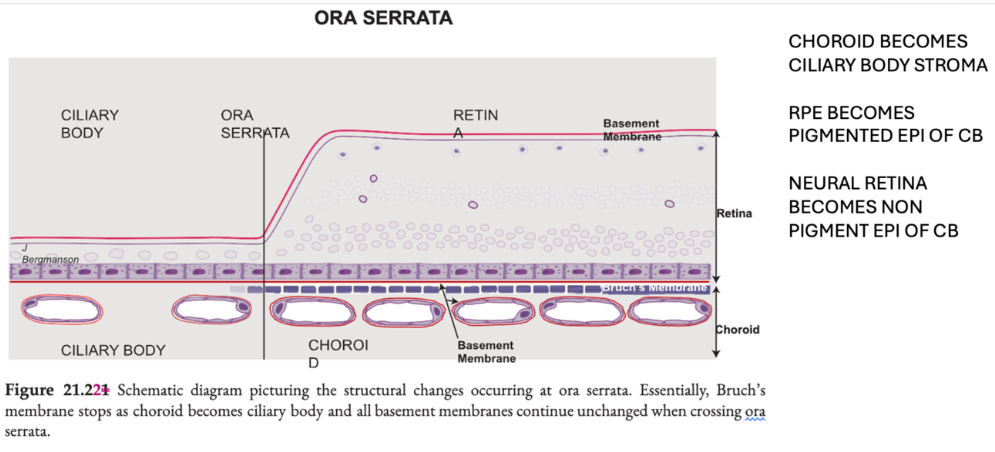 ORA SERRATA
CHOROID BECOMES
CILIARY BODY STROMA
RPE BECOMES
PIGMENTED EPI OF CB
NEURAL RETINA
BECOMES NON
PIGMENT EPI OF CB
CILIARY
BODY
ORA
SERRATA
RETIN
A
Basement
Membrane
Retina
J
Bergmanson
Bruch's Membrane
Choroid
CILIARY BODY
CHOROI
D
Basement
Membrane
Figure 21.221 Schematic diagram picturing the structural changes occurring at ora serrata. Essentially, Bruch's
membrane stops as choroid becomes ciliary body and all basement membranes continue unchanged when crossing ora
serrata.